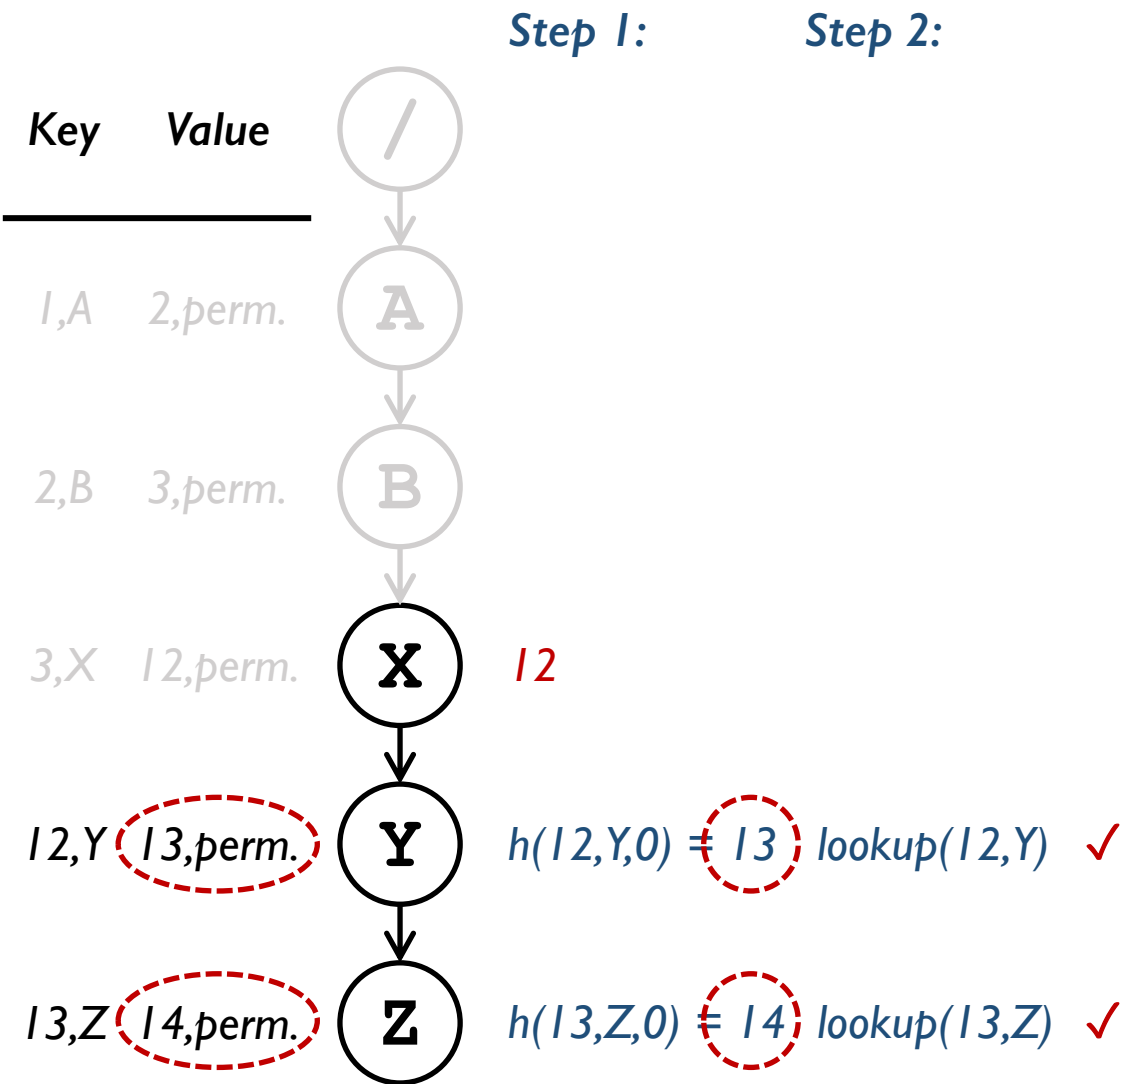 Step 1: Step 2:
Key Value /
1,A 2,perm. A
2,B 3,perm. B
3,X 12,perm. X 12
12,Y 13,perm. Y h(12,Y,0) = 13 lookup(12,Y) ✓
13,Z 14,perm. Z h(13,Z,0) = 14 lookup(13,Z) ✓